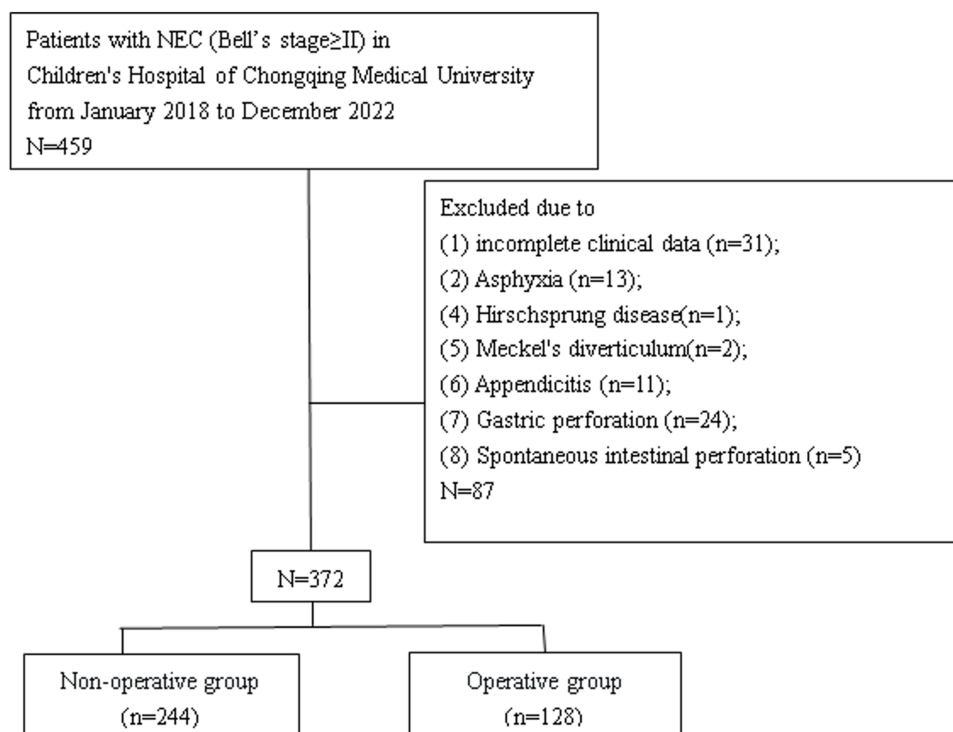 Patients with NEC (Bell’s stage≥II) in
Children's Hospital of Chongqing Medical University
from January 2018 to December 2022
N=459
Excluded due to
(1) incomplete clinical data (n=31);
(2) Asphyxia (n=13);
(4) Hirschsprung disease(n=1);
(5) Meckel's diverticulum(n=2);
(6) Appendicitis (n=11);
(7) Gastric perforation (n=24);
(8) Spontaneous intestinal perforation (n=5)
N=87
N=372
Non-operative group
(n=244)
Operative group
(n=128)